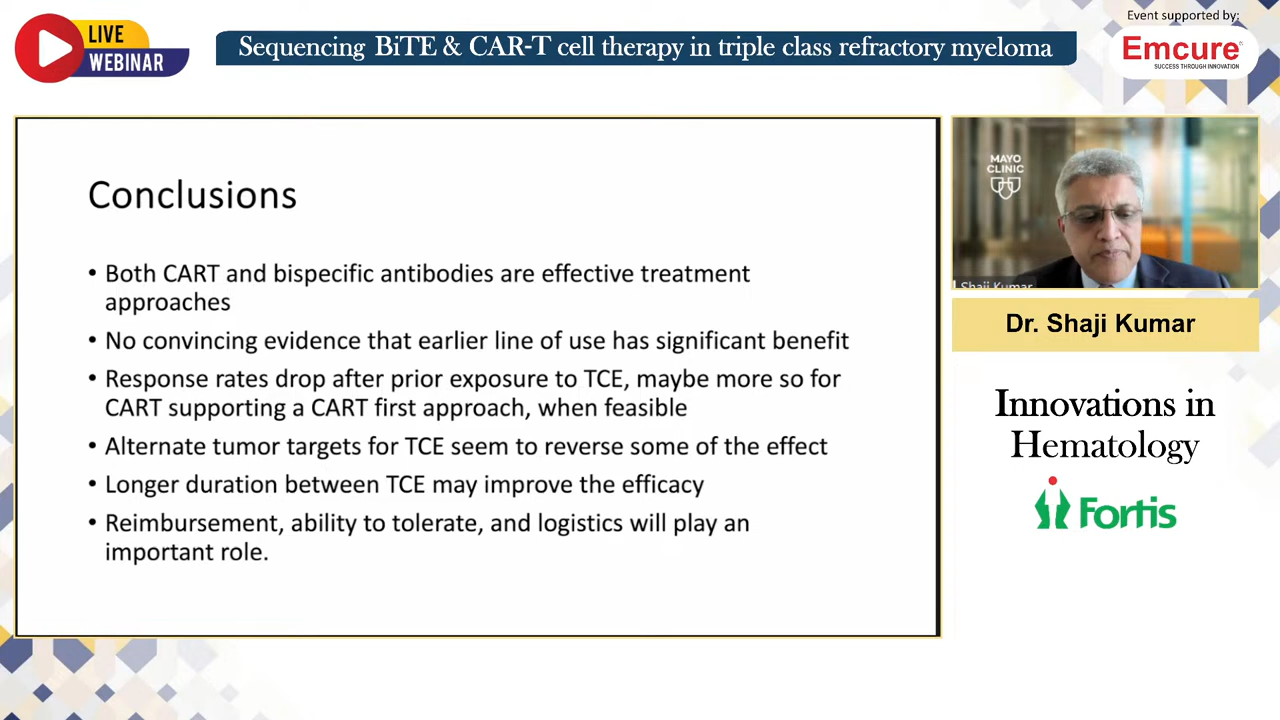 LIVE
WEBINAR
Sequencing BiTE & CAR-T cell therapy in triple class refractory myeloma
Event supported by:
Emcure®
SUCCESS THROUGH INNOVATION
Conclusions
• Both CART and bispecific antibodies are effective treatment
approaches
• No convincing evidence that earlier line of use has significant benefit
• Response rates drop after prior exposure to TCE, maybe more so for
CART supporting a CART first approach, when feasible
• Alternate tumor targets for TCE seem to reverse some of the effect
• Longer duration between TCE may improve the efficacy
• Reimbursement, ability to tolerate, and logistics will play an
important role.
MAYO
CLINIC
Shaji Kumar
Dr. Shaji Kumar
Innovations in
Hematology
Fortis